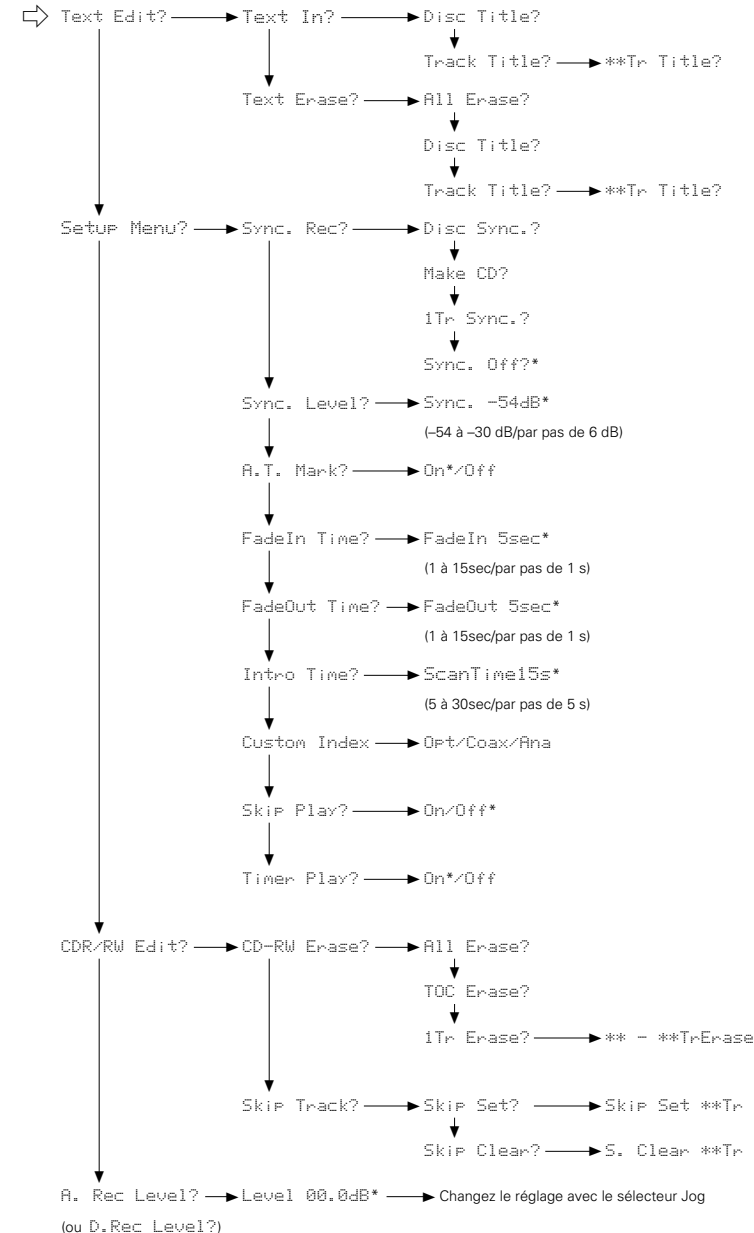 Text Edit? Text In? Disc Title?
Track Title? **Tr Title?
Text Erase? All Erase?
Disc Title?
Track Title? **Tr Title?
Setup Menu? Sync. Rec? Disc Sync.?
Make CD?
1Tr Sync.?
Sync. Off?*
Sync. Level? Sync. -54dB*
(–54 à –30 dB/par pas de 6 dB)
A.T. Mark? On*/Off
FadeIn Time? FadeIn 5sec*
(1 à 15sec/par pas de 1 s)
FadeOut Time? FadeOut 5sec*
(1 à 15sec/par pas de 1 s)
Intro Time? ScanTime15s*
(5 à 30sec/par pas de 5 s)
Custom Index Opt/Coax/Ana
Skip Play? On/Off*
Timer Play? On*/Off
CDR/RW Edit? CD-RW Erase? All Erase?
TOC Erase?
1Tr Erase? ** - **TrErase
Skip Track? Skip Set? Skip Set **Tr
Skip Clear? S. Clear **Tr
A. Rec Level? Level 00.0dB* Changez le réglage avec le sélecteur Jog
(ou D.Rec Level?)